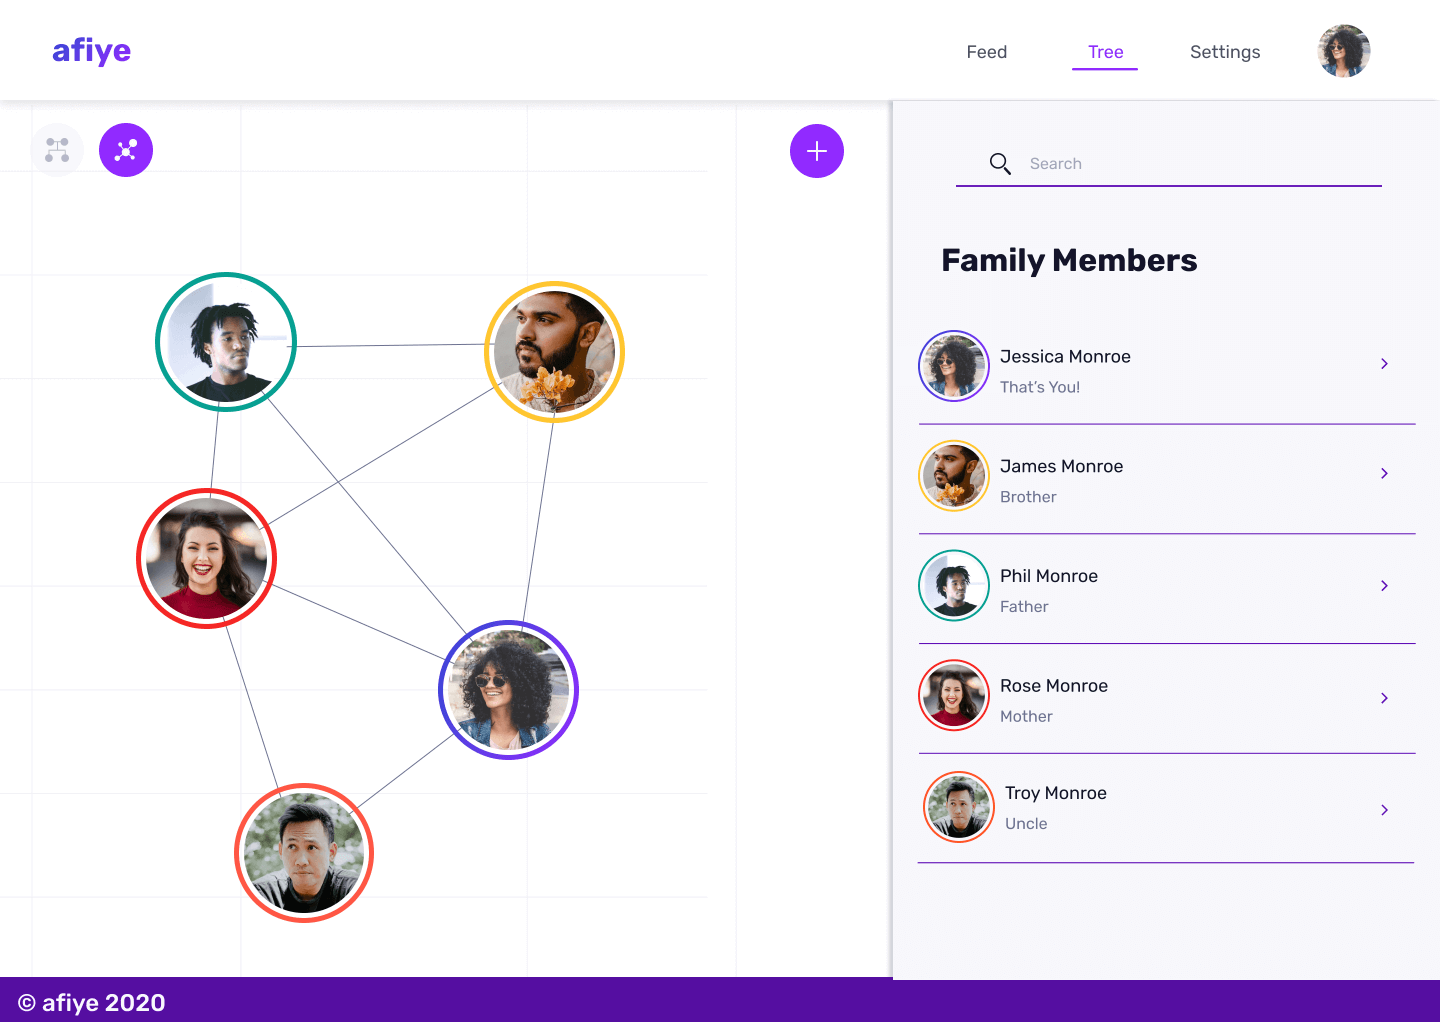 afiye
Feed
Tree
Settings
Search
Family Members
Jessica Monroe
That’s You!
James Monroe
Brother
Phil Monroe
Father
Rose Monroe
Mother
Troy Monroe
Uncle
© afiye 2020